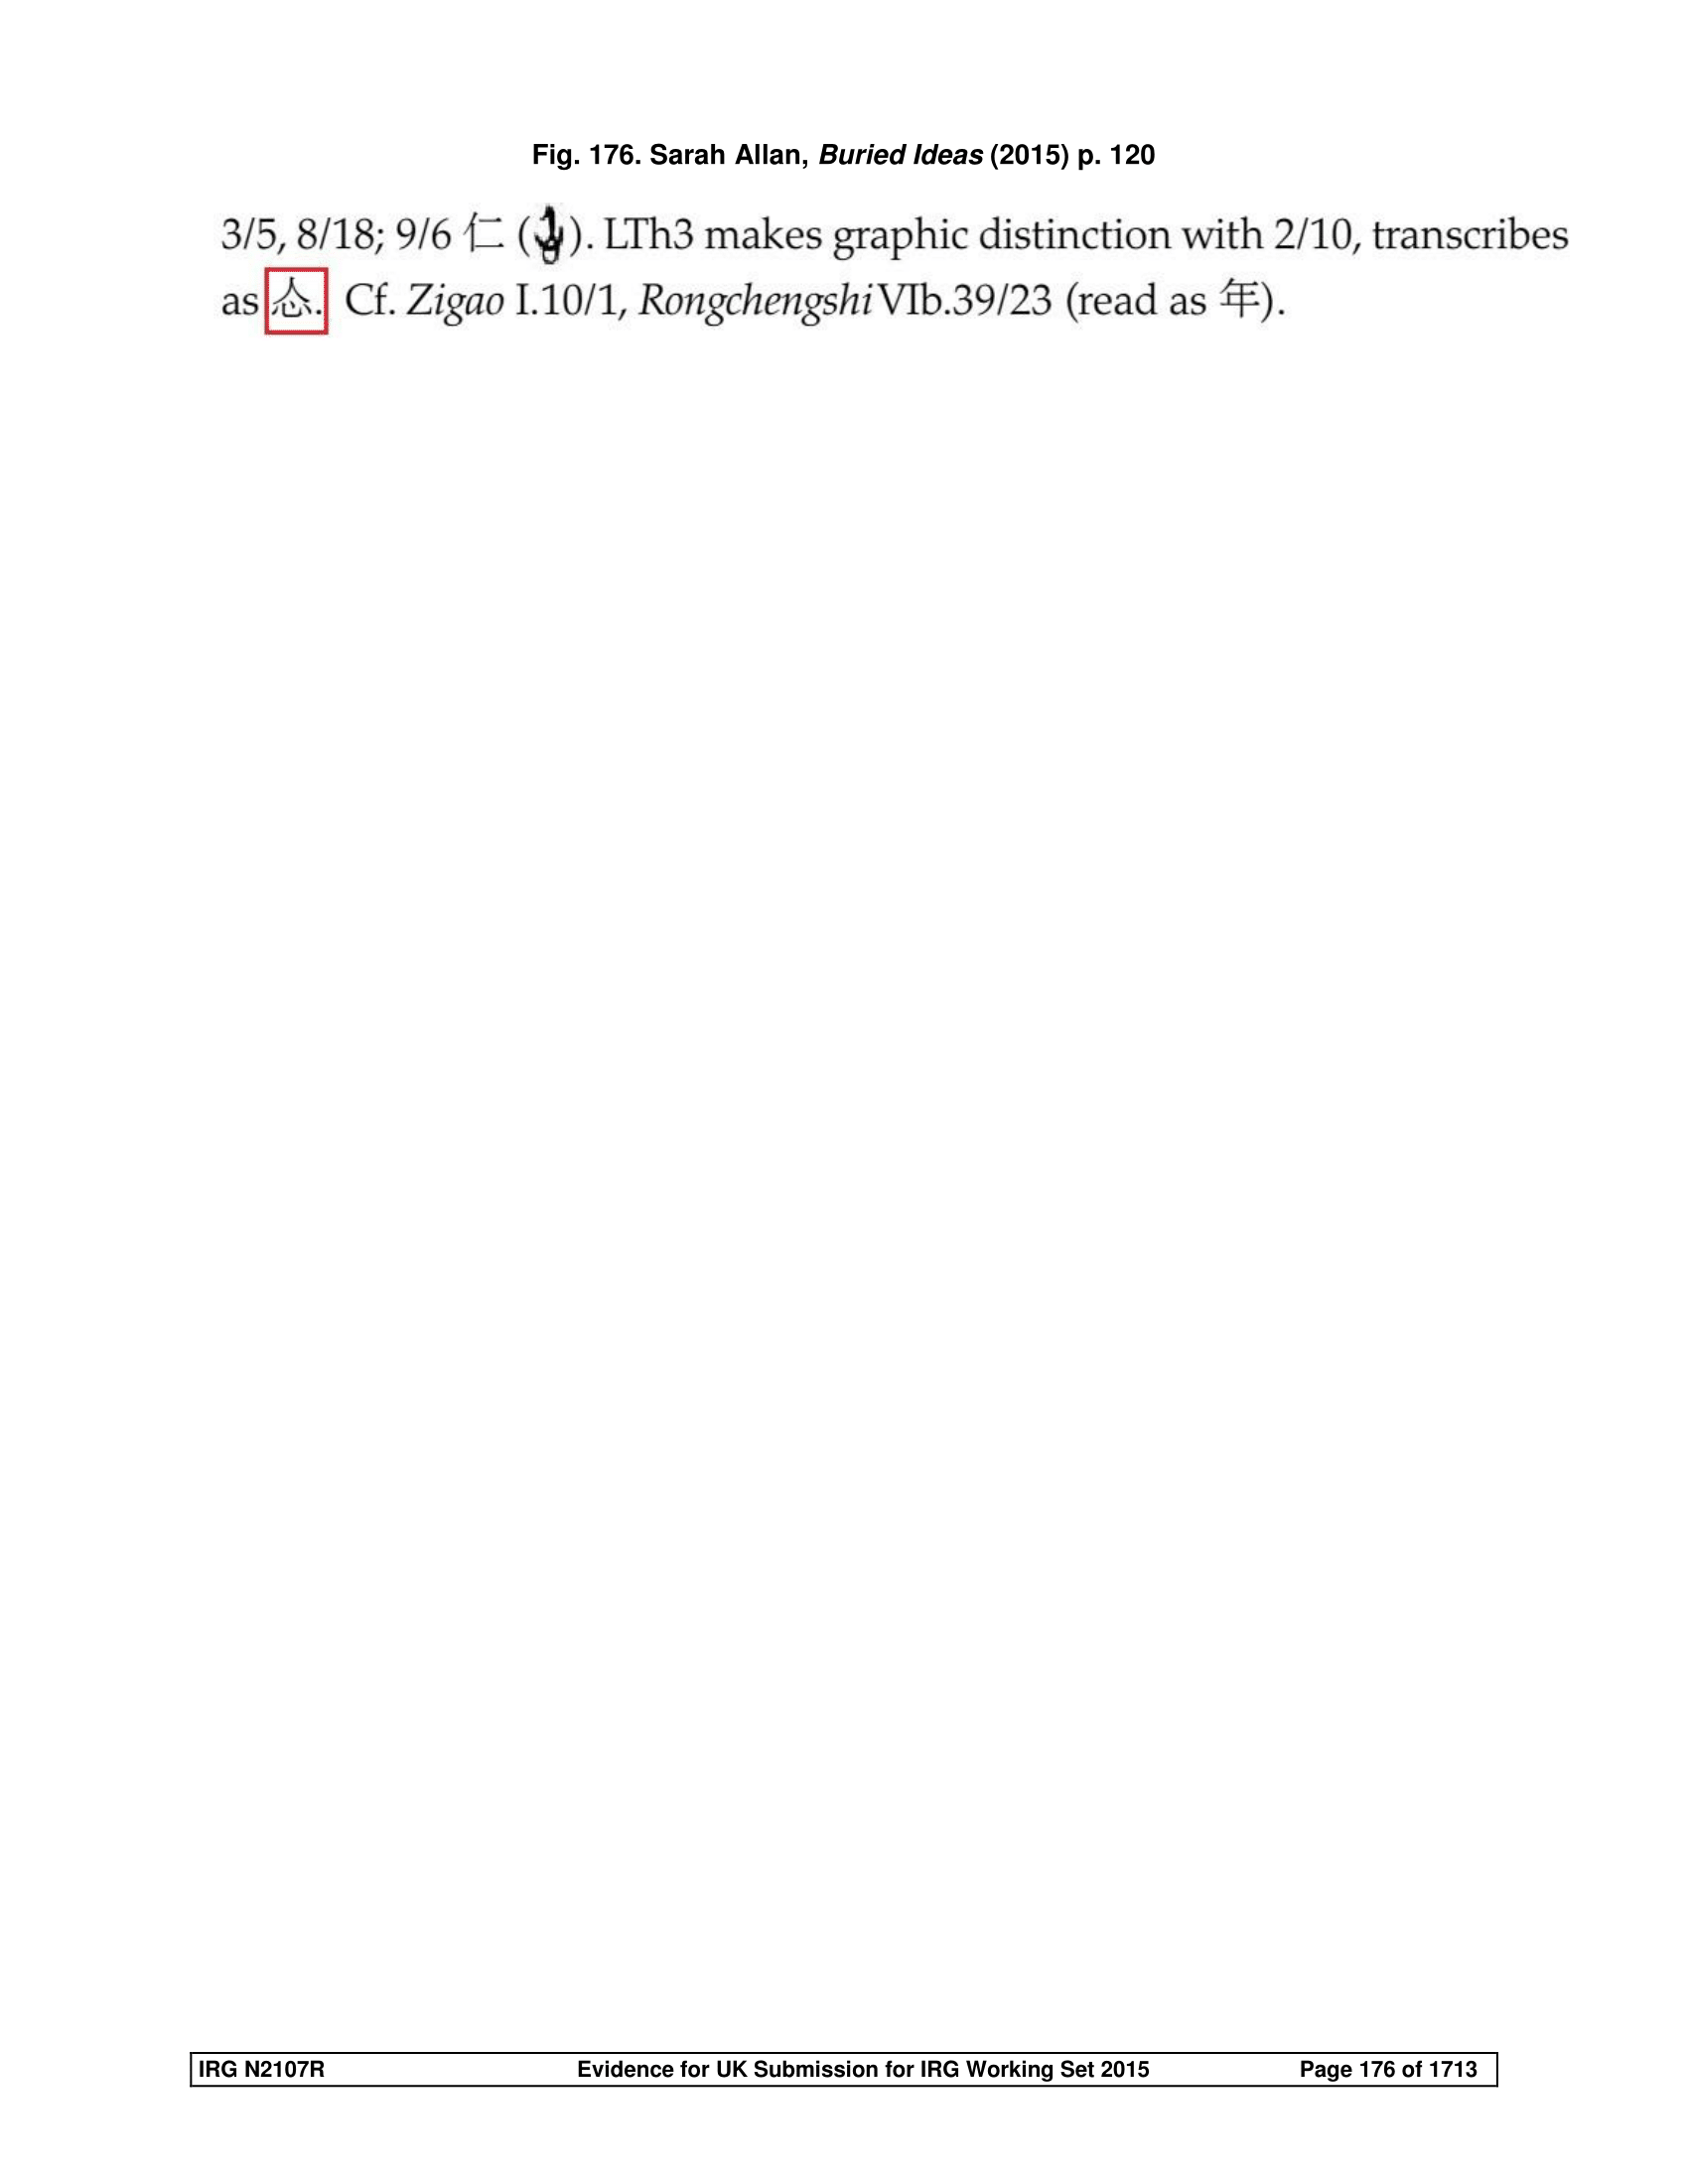 Fig. 176. Sarah Allan, Buried Ideas (2015) p. 120
3/5, 8/18; 9/6 仁 ( ). LTh3 makes graphic distinction with 2/10, transcribes
as . Cf. Zigao I.10/1, Rongchengshi VIb.39/23 (read as 年).
IRG N2107R Evidence for UK Submission for IRG Working Set 2015 Page 176 of 1713